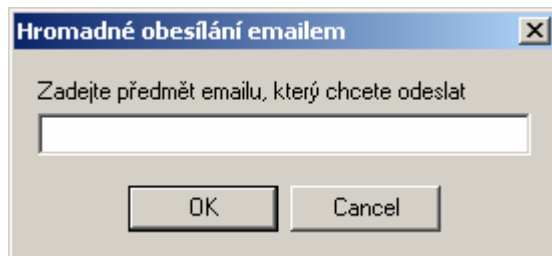 Hromadné obesílání emailem
Zadejte předmět emailu, který chcete odeslat
OK
Cancel